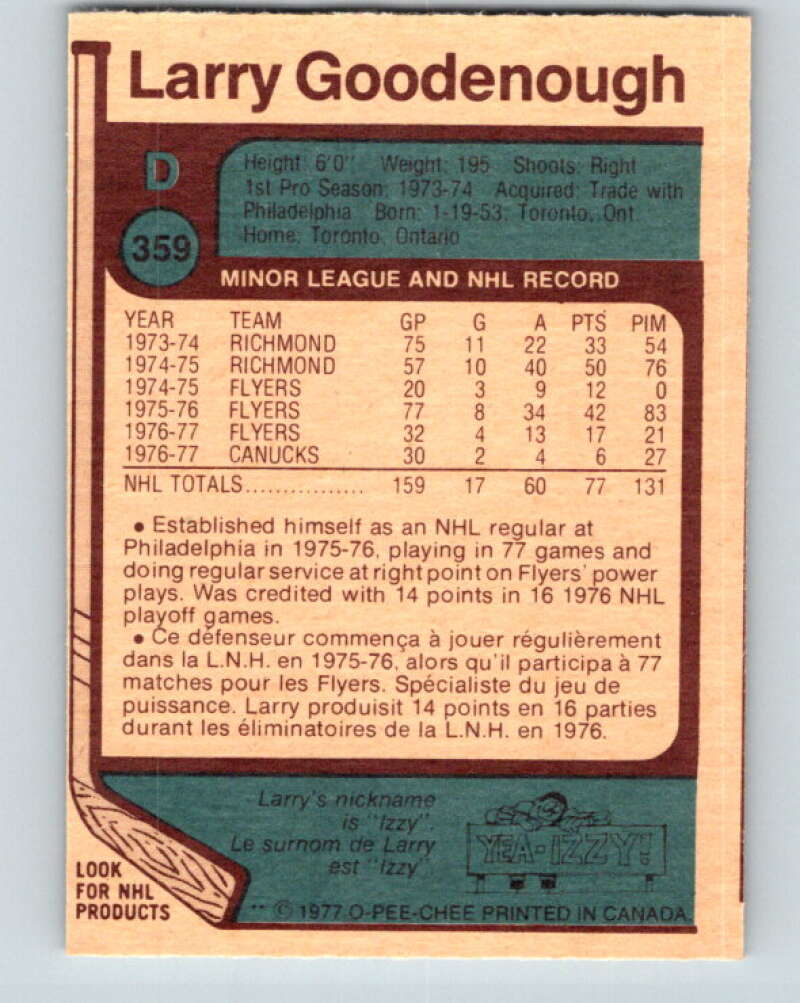 Larry Goodenough
D
359
Height: 6'0" Weight: 195 Shoots: Right
1st Pro Season: 1973-74 Acquired: Trade with
Philadelphia Born: 1-19-53; Toronto, Ont
Home: Toronto, Ontario
MINOR LEAGUE AND NHL RECORD
YEAR TEAM GP G A PTS PIM
1973-74 RICHMOND 75 11 22 33 54
1974-75 RICHMOND 57 10 40 50 76
1974-75 FLYERS 20 3 9 12 0
1975-76 FLYERS 77 8 34 42 83
1976-77 FLYERS 32 4 13 17 21
1976-77 CANUCKS 30 2 4 6 27
NHL TOTALS................ 159 17 60 77 131
• Established himself as an NHL regular at
Philadelphia in 1975-76, playing in 77 games and
doing regular service at right point on Flyers' power
plays. Was credited with 14 points in 16 1976 NHL
playoff games.
• Ce défenseur commença à jouer régulièrement
dans la L.N.H. en 1975-76, alors qu'il participa à 77
matches pour les Flyers. Spécialiste du jeu de
puissance. Larry produisit 14 points en 16 parties
durant les éliminatoires de la L.N.H. en 1976.
Larry's nickname
is "Izzy".
Le surnom de Larry
est "Izzy"
YEA-IZZY!
LOOK
FOR NHL
PRODUCTS
** © 1977 O-PEE-CHEE PRINTED IN CANADA.